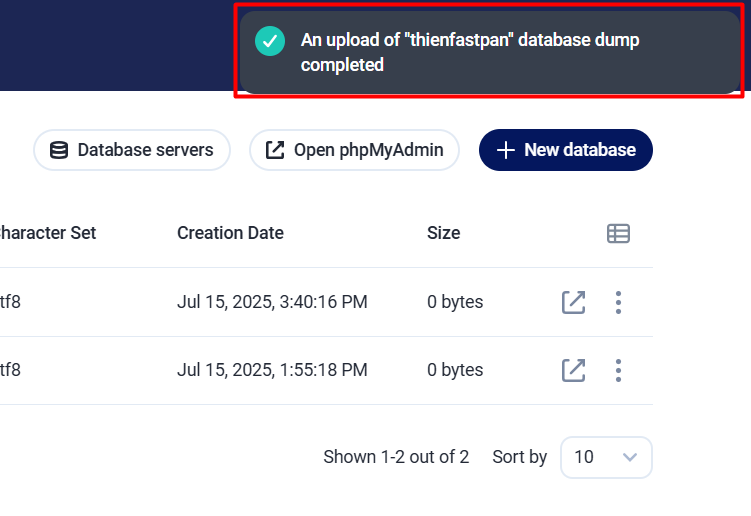 An upload of "thienfastpan" database dump
completed
Database servers
Open phpMyAdmin
New database
haracter Set Creation Date Size
tf8 Jul 15, 2025, 3:40:16 PM 0 bytes
tf8 Jul 15, 2025, 1:55:18 PM 0 bytes
Shown 1-2 out of 2 Sort by 10